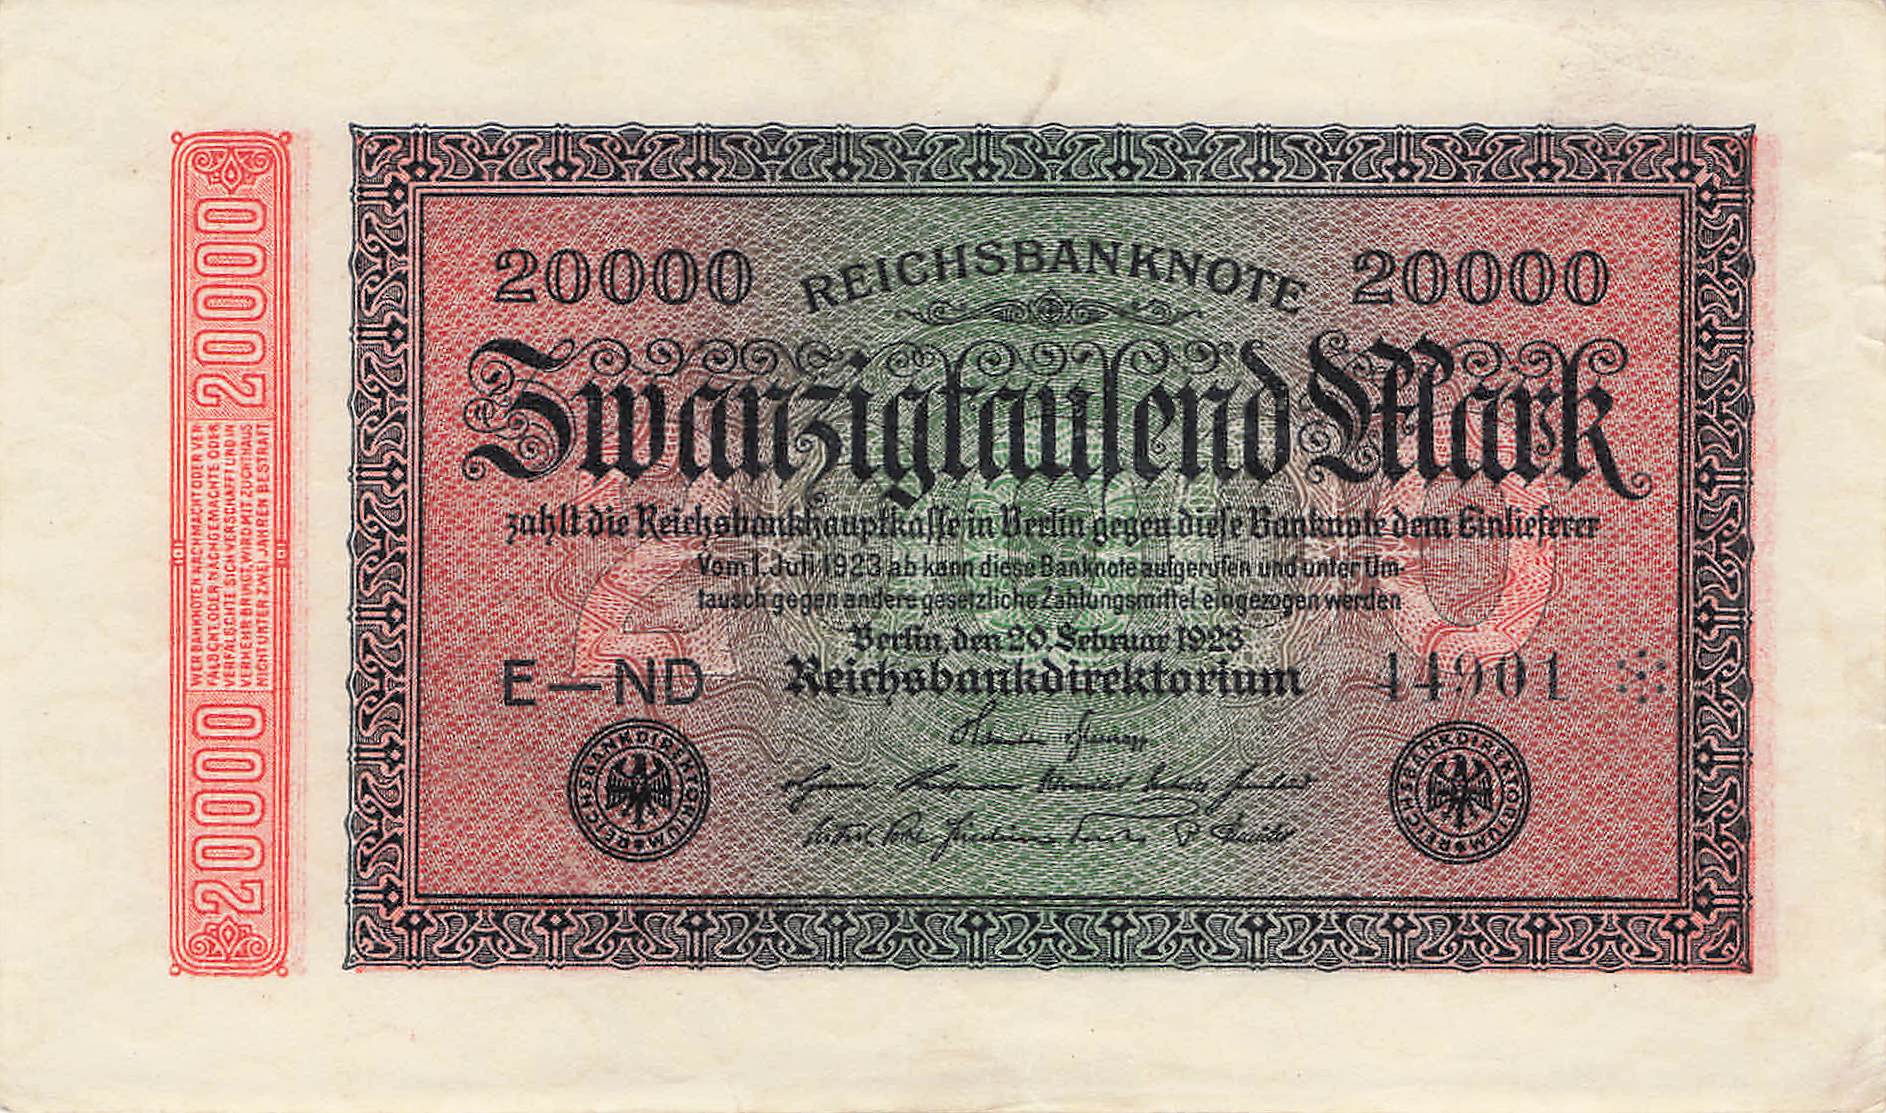 20000
REICHSBANKNOTE
20000
Zwanzigtausend Mark
zahlt die Reichsbankhauptkasse in Berlin gegen diese Banknote dem Einlieferer
Vom 1. Juli 1923 ab kann diese Banknote aufgerufen und unter Um-
tausch gegen andere gesetzliche Zahlungsmittel eingezogen werden
Berlin, den 20. Februar 1923
Reichsbankdirektorium
E—ND
44901
REICHSBANKDIREKTORIUM
REICHSBANKDIREKTORIUM
20000
WER BANKNOTEN NACHMACHT ODER VER
FÄLSCHT ODER NACHGEMACHTE ODER
VERFÄLSCHTE SICH VERSCHAFFT UND IN
VERKEHR BRINGT, WIRD MIT ZUCHTHAUS
NICHT UNTER ZWEI JAHREN BESTRAFT
20000